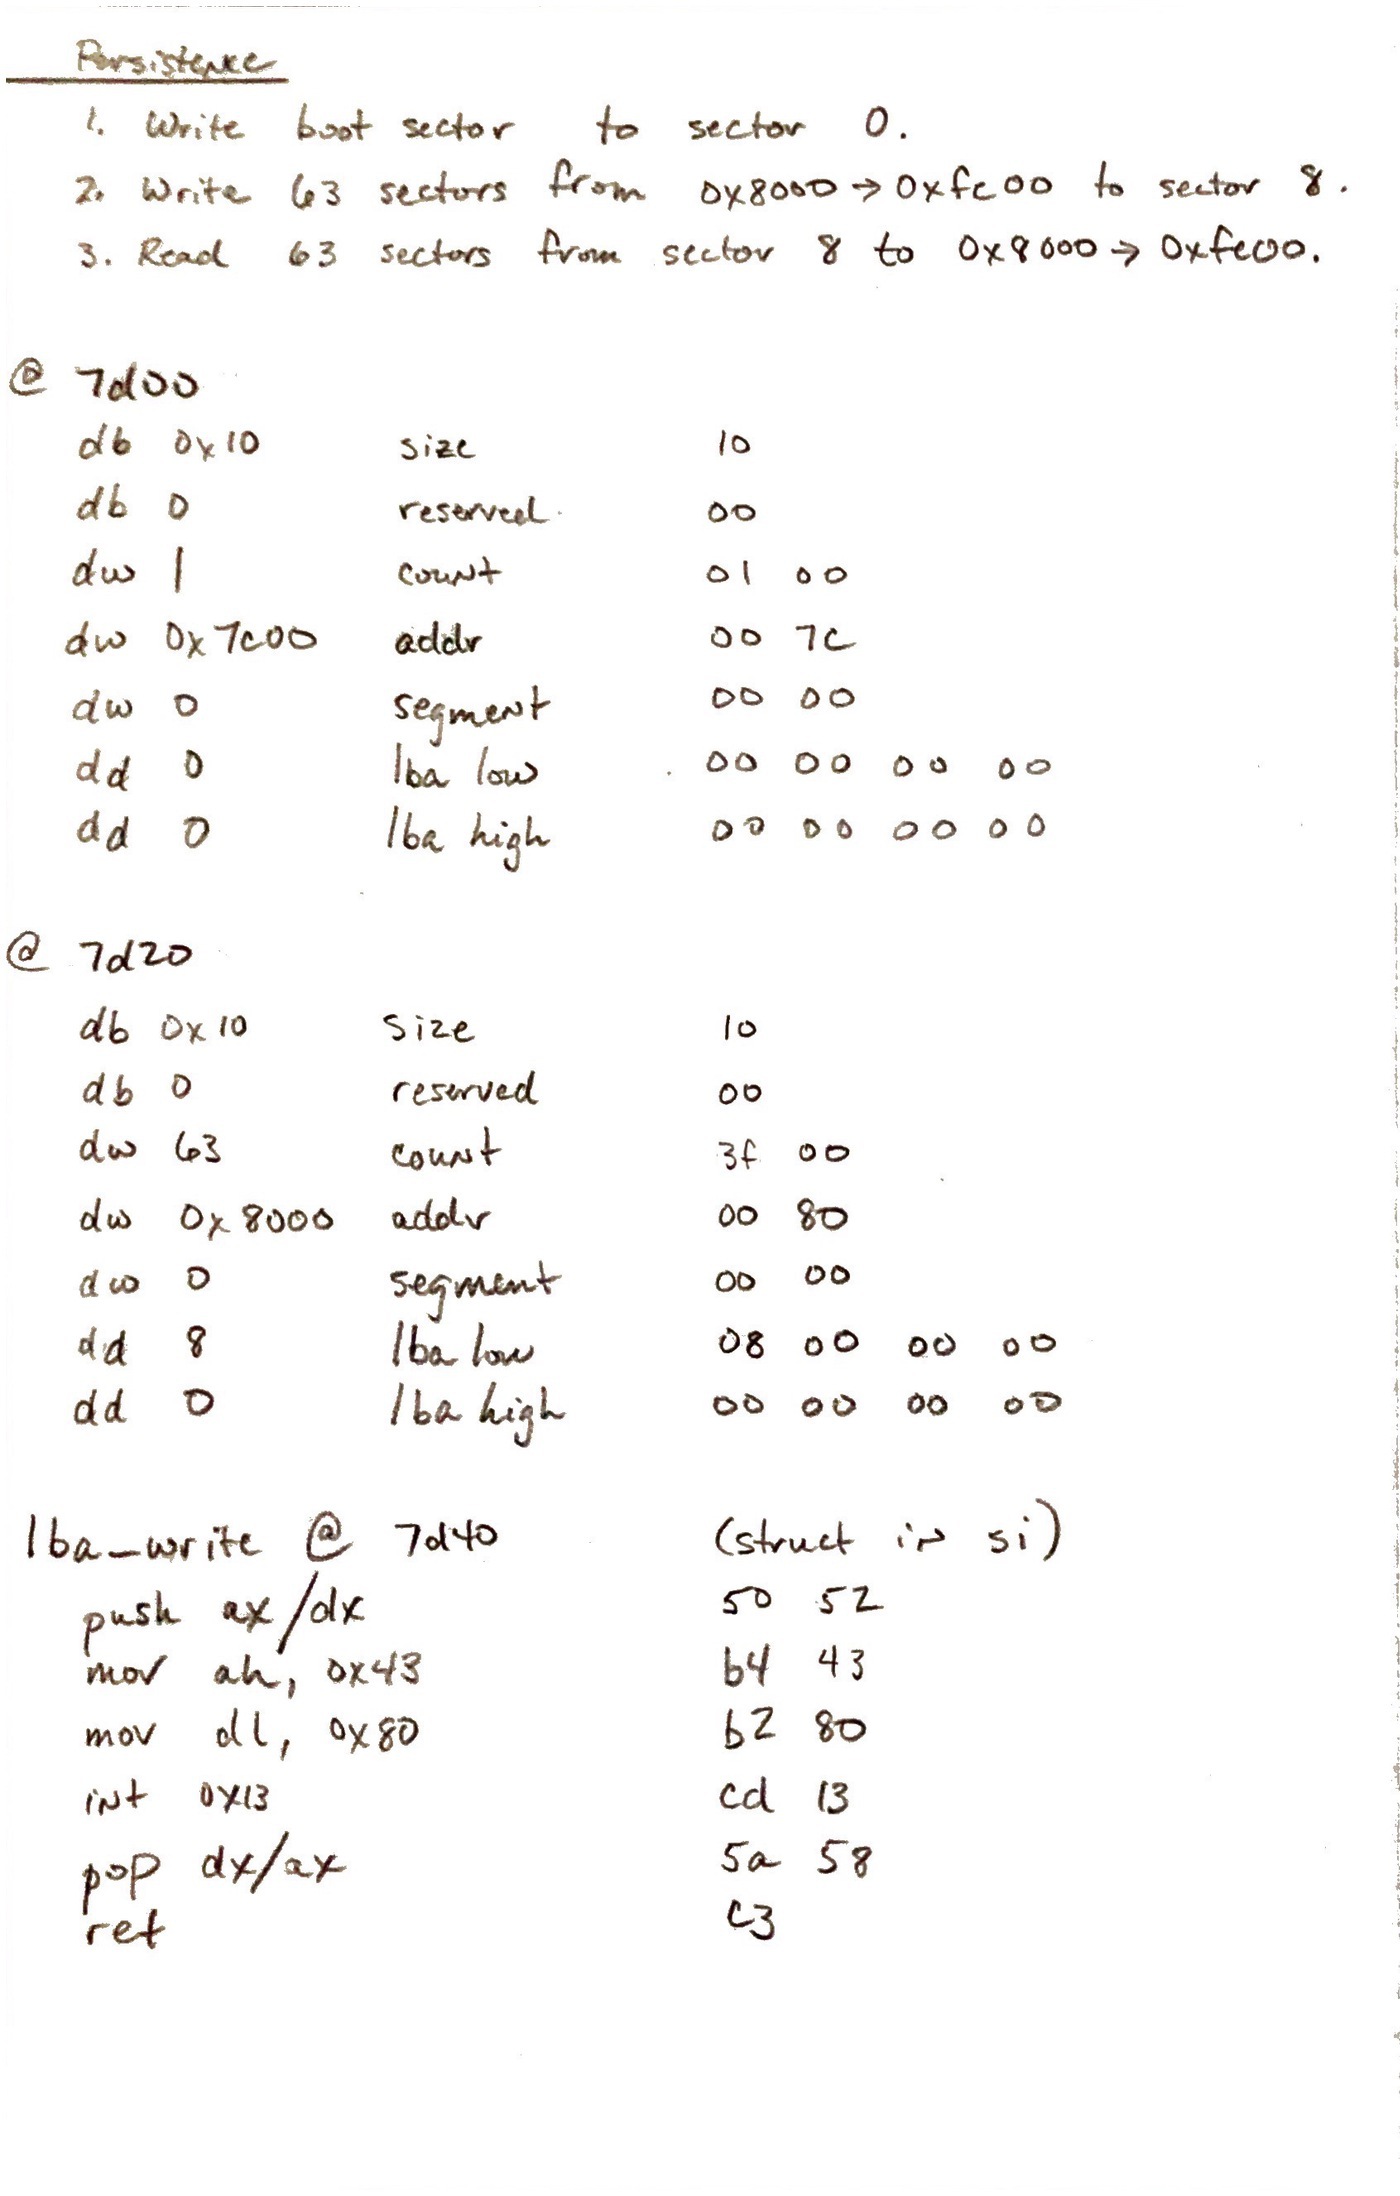 Persistence
1. Write boot sector to sector 0.
2. Write 63 sectors from 0x8000 → 0xfc00 to sector 8.
3. Read 63 sectors from sector 8 to 0x8000 → 0xfe00.
@ 7d00
db 0x10 size 10
db 0 reserved 00
dw 1 count 01 00
dw 0x7c00 addr 00 7c
dw 0 segment 00 00
dd 0 lba low 00 00 00 00
dd 0 lba high 00 00 00 00
@ 7d20
db 0x10 size 10
db 0 reserved 00
dw 63 count 3f 00
dw 0x8000 addr 00 80
dw 0 segment 00 00
dd 8 lba low 08 00 00 00
dd 0 lba high 00 00 00 00
lba_write @ 7d40 (struct in si)
push ax/dx 50 52
mov ah, 0x43 b4 43
mov dl, 0x80 b2 80
int 0x13 cd 13
pop dx/ax 5a 58
ret c3